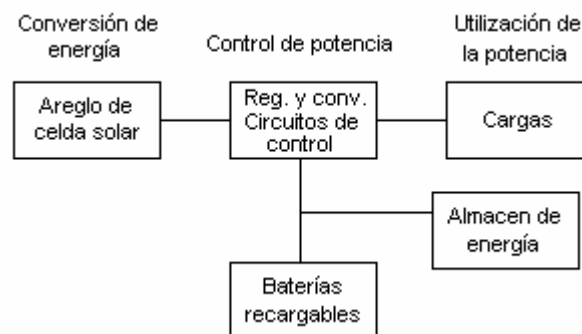 Conversión de
energía
Control de potencia
Utilización de
la potencia
Areglo de
celda solar
Reg. y conv.
Circuitos de
control
Cargas
Almacen de
energía
Baterías
recargables